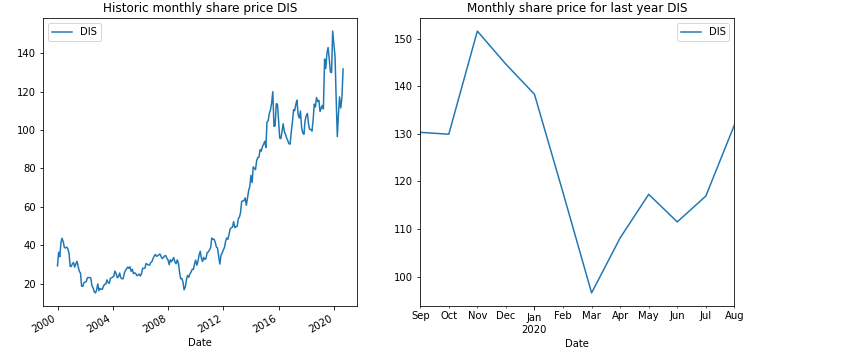 Historic monthly share price DIS
DIS
140
120
100
80
60
40
20
2000
2004
2008
2012
2016
2020
Date
Monthly share price for last year DIS
DIS
150
140
130
120
110
100
Sep Oct Nov Dec Jan Feb Mar Apr May Jun Jul Aug
2020
Date